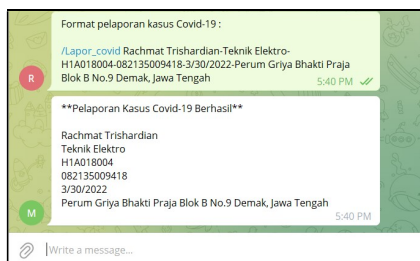 Format pelaporan kasus Covid-19 :
/Lapor_covid Rachmat Trishardian-Teknik Elektro-
H1A018004-082135009418-3/30/2022-Perum Griya Bhakti Praja
Blok B No.9 Demak, Jawa Tengah
5:40 PM
R
**Pelaporan Kasus Covid-19 Berhasil**
Rachmat Trishardian
Teknik Elektro
H1A018004
082135009418
3/30/2022
Perum Griya Bhakti Praja Blok B No.9 Demak, Jawa Tengah
5:40 PM
M
Write a message...